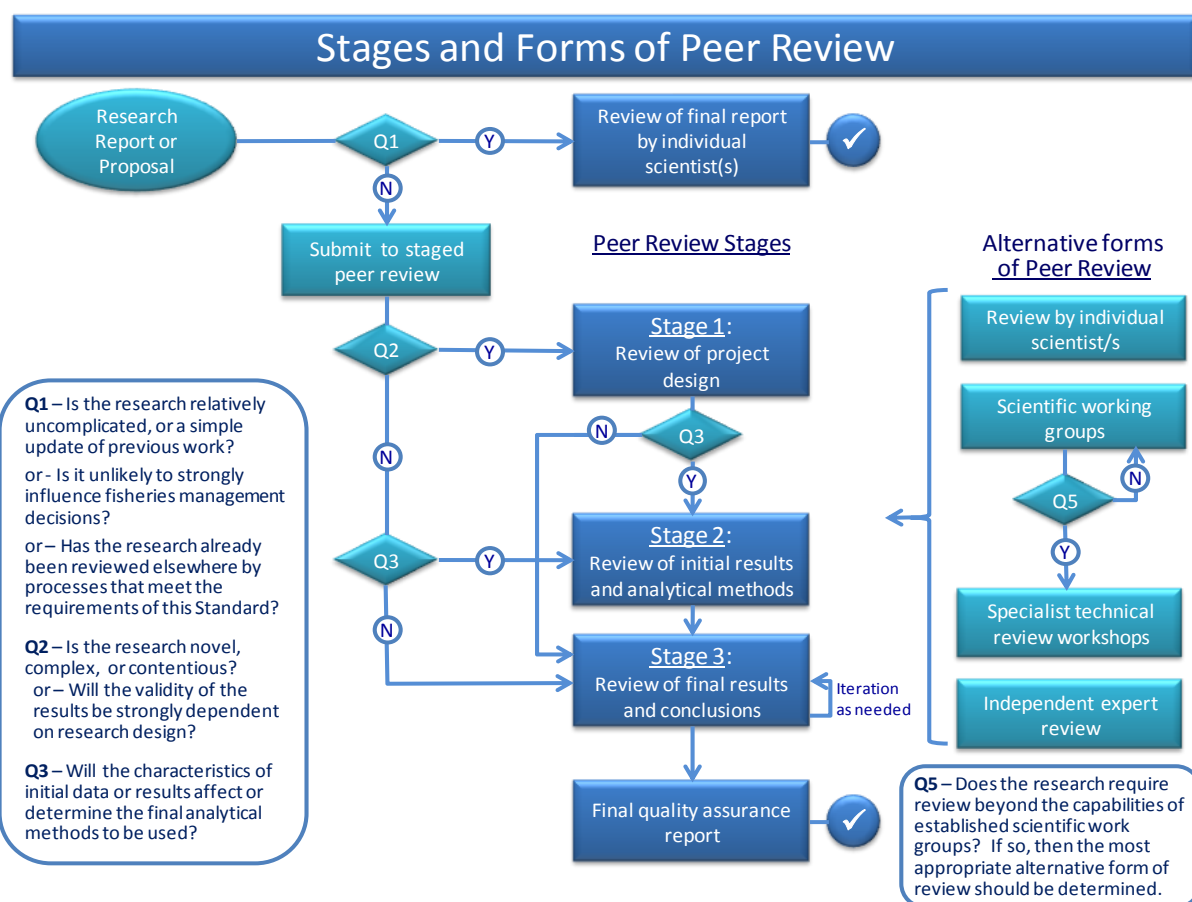 Stages and Forms of Peer Review
Research
Report or
Proposal
Q1
Y
Review of final report
by individual
scientist(s)
N
Submit to staged
peer review
Peer Review Stages
Alternative forms
of Peer Review
Q2
Y
Stage 1:
Review of project
design
Review by individual
scientist/s
Scientific working
groups
N
Q3
Y
N
Q5
N
Y
Q3
Y
N
Stage 2:
Review of initial results
and analytical methods
Specialist technical
review workshops
Stage 3:
Review of final results
and conclusions
Iteration
as needed
Independent expert
review
Final quality assurance
report
Q1 – Is the research relatively
uncomplicated, or a simple
update of previous work?
or - Is it unlikely to strongly
influence fisheries management
decisions?
or – Has the research already
been reviewed elsewhere by
processes that meet the
requirements of this Standard?
Q2 – Is the research novel,
complex, or contentious?
or – Will the validity of the
results be strongly dependent
on research design?
Q3 – Will the characteristics of
initial data or results affect or
determine the final analytical
methods to be used?
Q5 – Does the research require
review beyond the capabilities of
established scientific work
groups? If so, then the most
appropriate alternative form of
review should be determined.